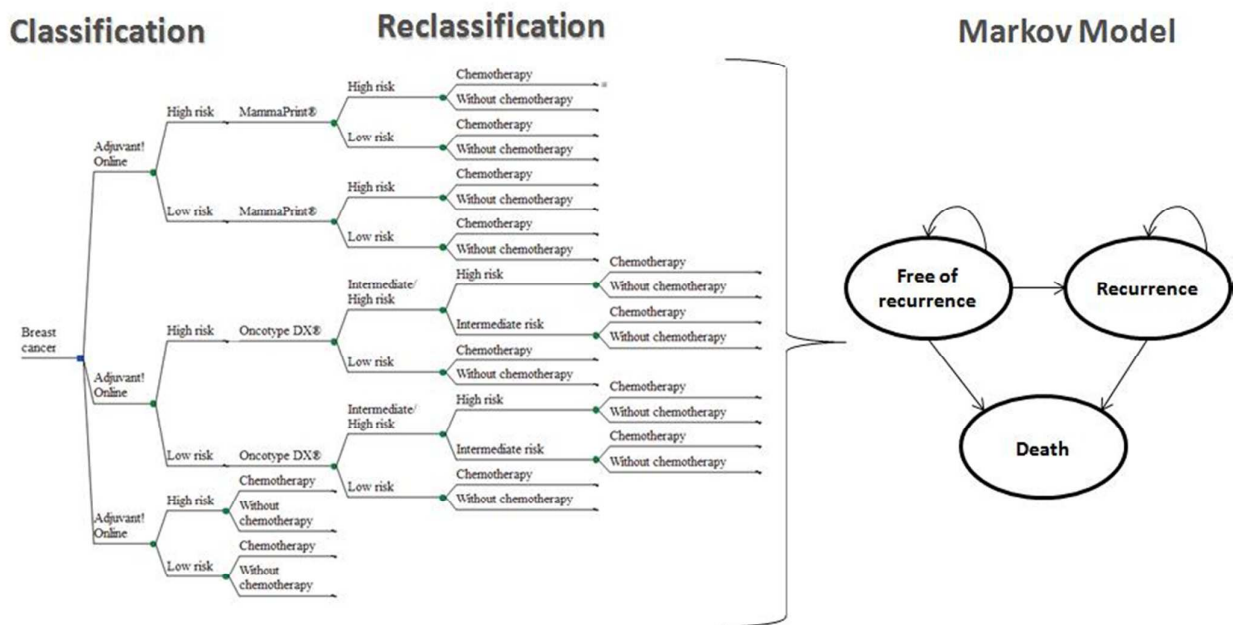 Classification
Reclassification
Markov Model
Breast
cancer
Adjuvant!
Online
High risk
MammaPrint®
High risk
Chemotherapy
Without chemotherapy
Low risk
Chemotherapy
Without chemotherapy
Low risk
MammaPrint®
High risk
Chemotherapy
Without chemotherapy
Low risk
Chemotherapy
Without chemotherapy
Adjuvant!
Online
High risk
Oncotype DX®
Intermediate/
High risk
High risk
Chemotherapy
Without chemotherapy
Intermediate risk
Chemotherapy
Without chemotherapy
Low risk
Chemotherapy
Without chemotherapy
Low risk
Oncotype DX®
Intermediate/
High risk
High risk
Chemotherapy
Without chemotherapy
Intermediate risk
Chemotherapy
Without chemotherapy
Low risk
Chemotherapy
Without chemotherapy
Adjuvant!
Online
High risk
Chemotherapy
Without
chemotherapy
Low risk
Chemotherapy
Without
chemotherapy
Free of
recurrence
Recurrence
Death